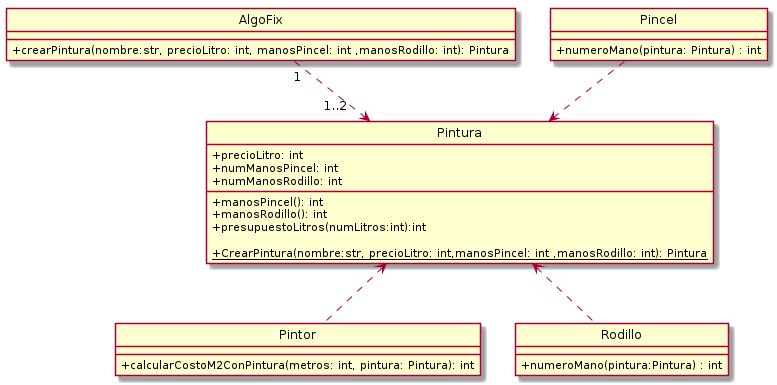 AlgoFix
+crearPintura(nombre:str, precioLitro: int, manosPincel: int ,manosRodillo: int): Pintura
Pincel
+numeroMano(pintura: Pintura) : int
1
1..2
Pintura
+precioLitro: int
+numManosPincel: int
+numManosRodillo: int
+manosPincel(): int
+manosRodillo(): int
+presupuestoLitros(numLitros:int):int
+CrearPintura(nombre:str, precioLitro: int,manosPincel: int ,manosRodillo: int): Pintura
Pintor
+calcularCostoM2ConPintura(metros: int, pintura: Pintura): int
Rodillo
+numeroMano(pintura:Pintura) : int